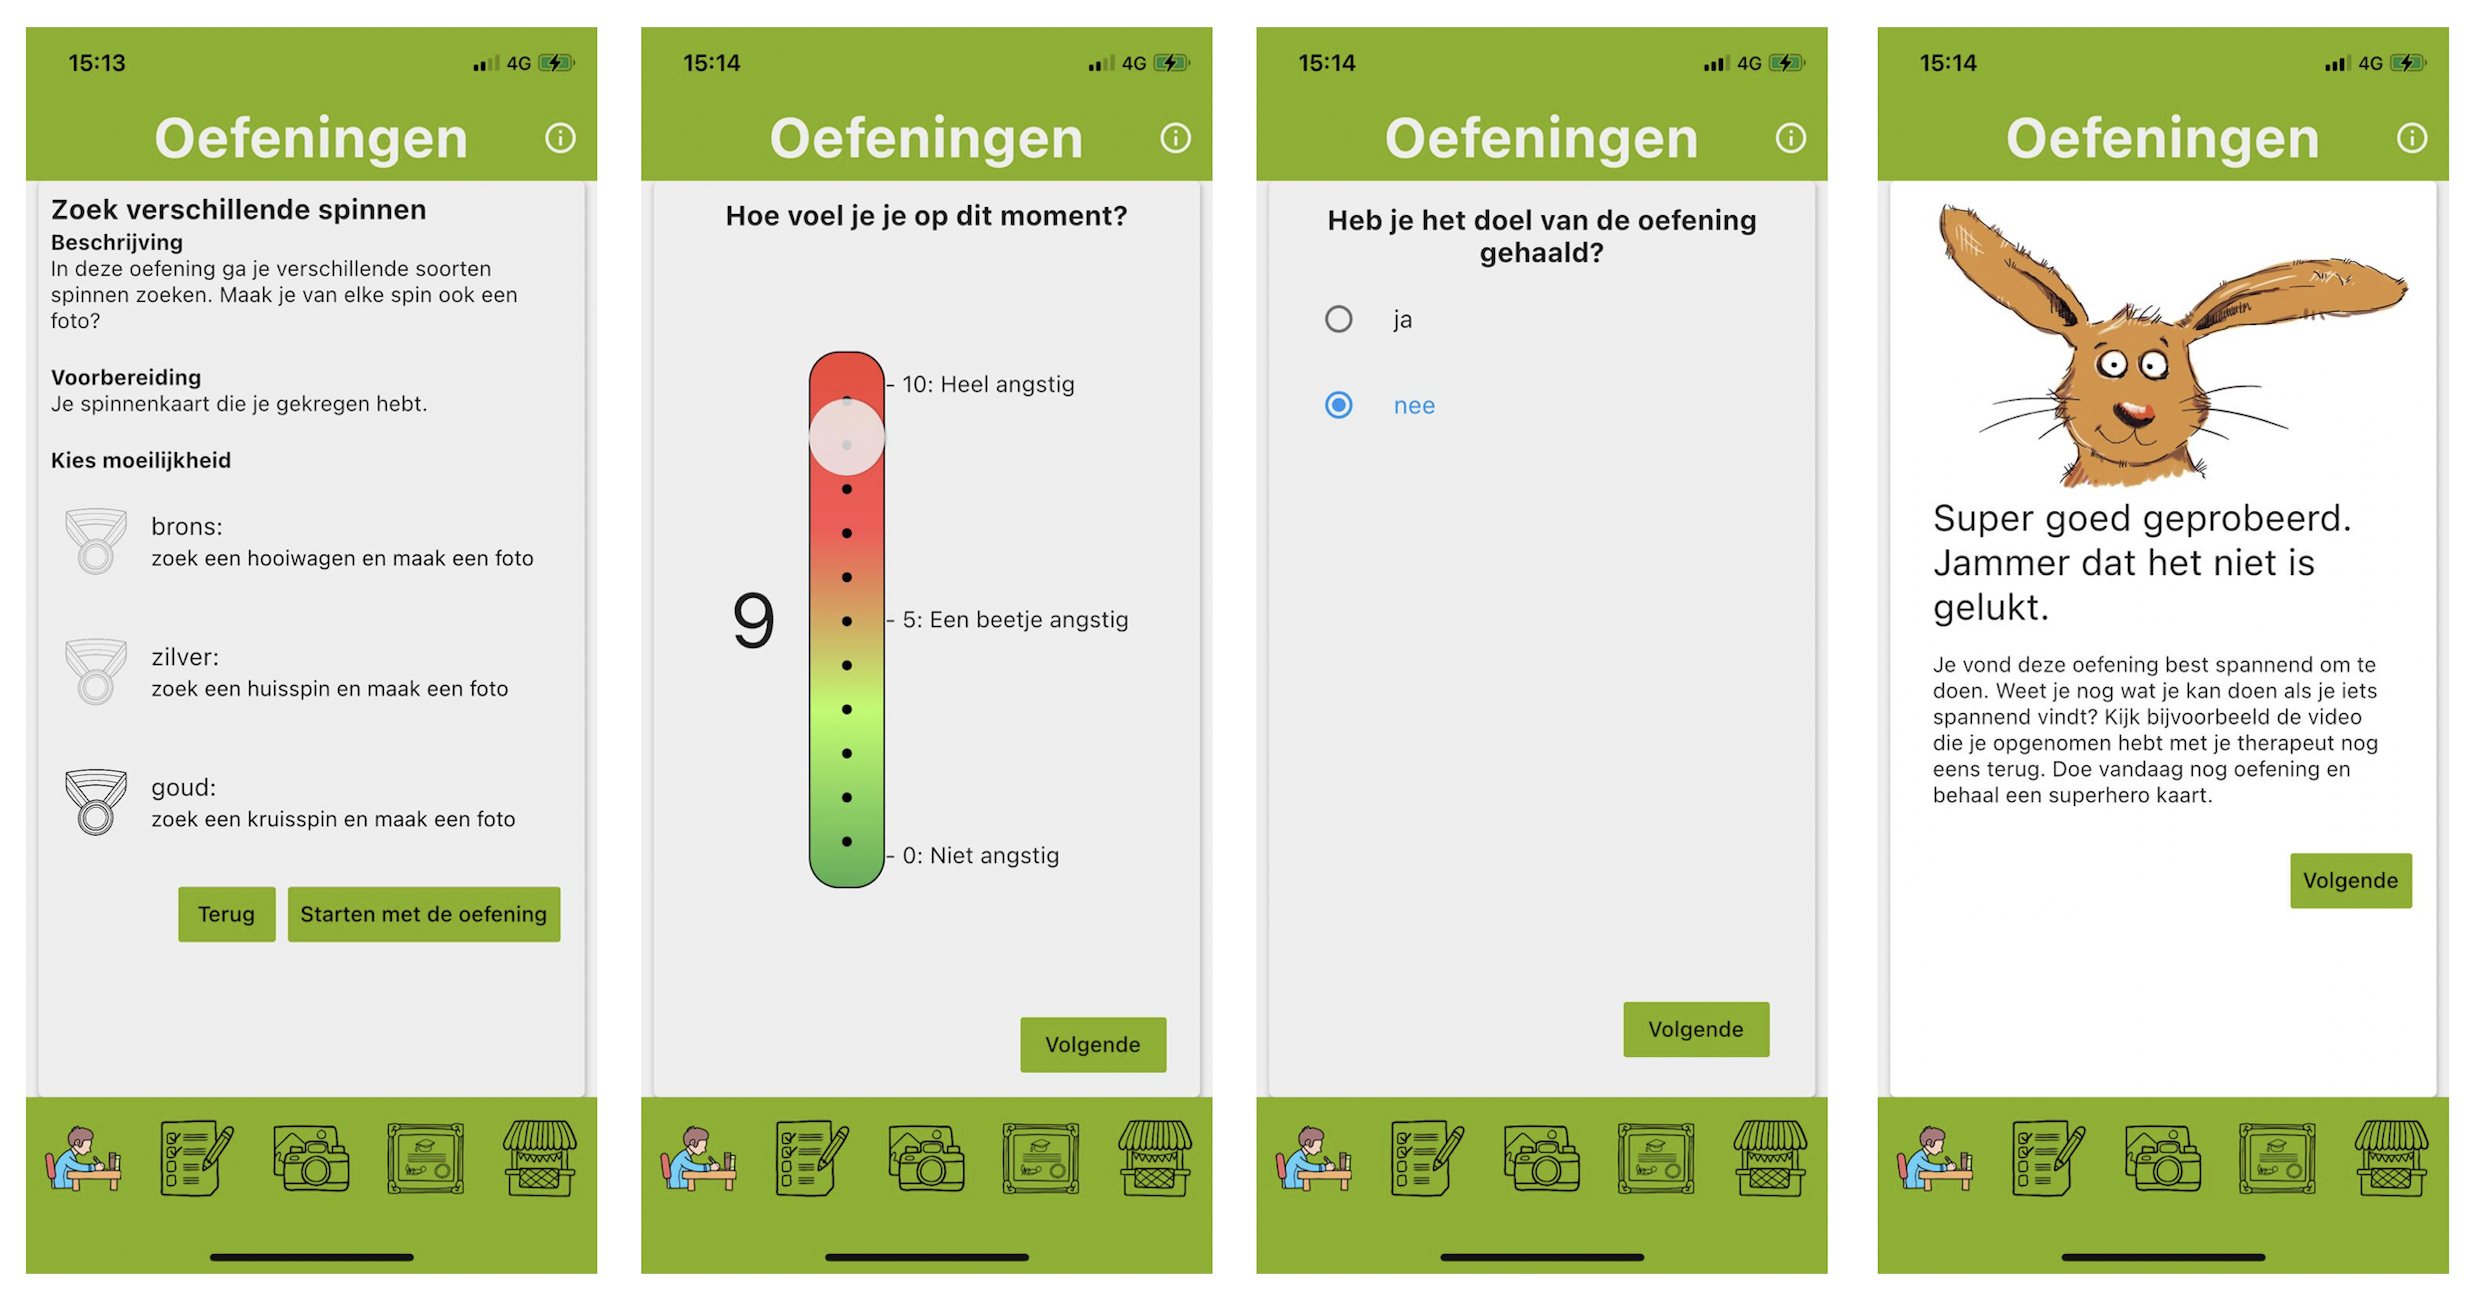 15:13
4G
Oefeningen
Zoek verschillende spinnen
Beschrijving
In deze oefening ga je verschillende soorten
spinnen zoeken. Maak je van elke spin ook een
foto?
Voorbereiding
Je spinnenkaart die je gekregen hebt.
Kies moeilijkheid
brons:
zoek een hooiwagen en maak een foto
zilver:
zoek een huisspin en maak een foto
goud:
zoek een kruisspin en maak een foto
Terug
Starten met de oefening
15:14
4G
Oefeningen
Hoe voel je je op dit moment?
- 10: Heel angstig
9
- 5: Een beetje angstig
- 0: Niet angstig
Volgende
15:14
4G
Oefeningen
Heb je het doel van de oefening
gehaald?
ja
nee
Volgende
15:14
4G
Oefeningen
Super goed geprobeerd.
Jammer dat het niet is
gelukt.
Je vond deze oefening best spannend om te
doen. Weet je nog wat je kan doen als je iets
spannend vindt? Kijk bijvoorbeeld de video
die je opgenomen hebt met je therapeut nog
eens terug. Doe vandaag nog oefening en
behaal een superhero kaart.
Volgende